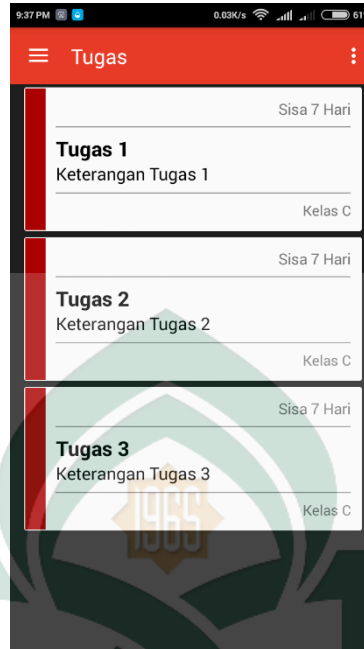 9:37 PM 0.03K/s 61
Tugas
Sisa 7 Hari
Tugas 1
Keterangan Tugas 1
Kelas C
Sisa 7 Hari
Tugas 2
Keterangan Tugas 2
Kelas C
Sisa 7 Hari
Tugas 3
Keterangan Tugas 3
Kelas C
1965